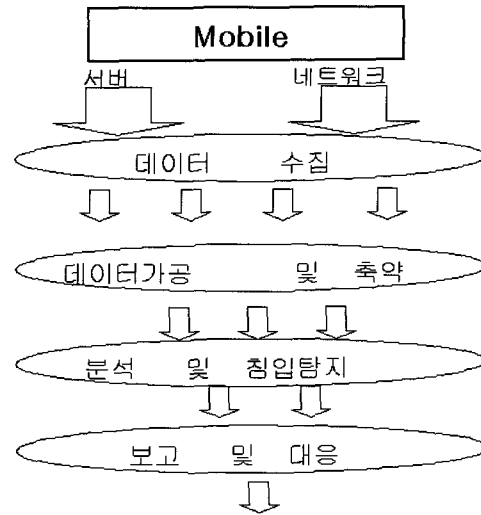 Mobile
서버 네트워크
데이터 수집
데이터가공 및 축약
분석 및 침입탐지
보고 및 대응